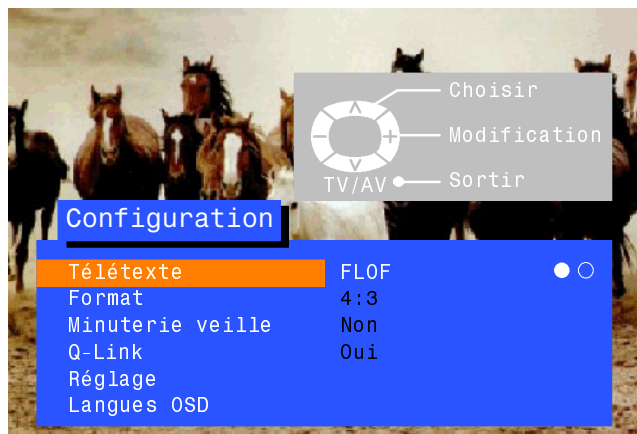 Choisir
Modification
TV/AV Sortir
Configuration
Télétexte FLOF
Format 4:3
Minuterie veille Non
Q-Link Oui
Réglage
Langues OSD